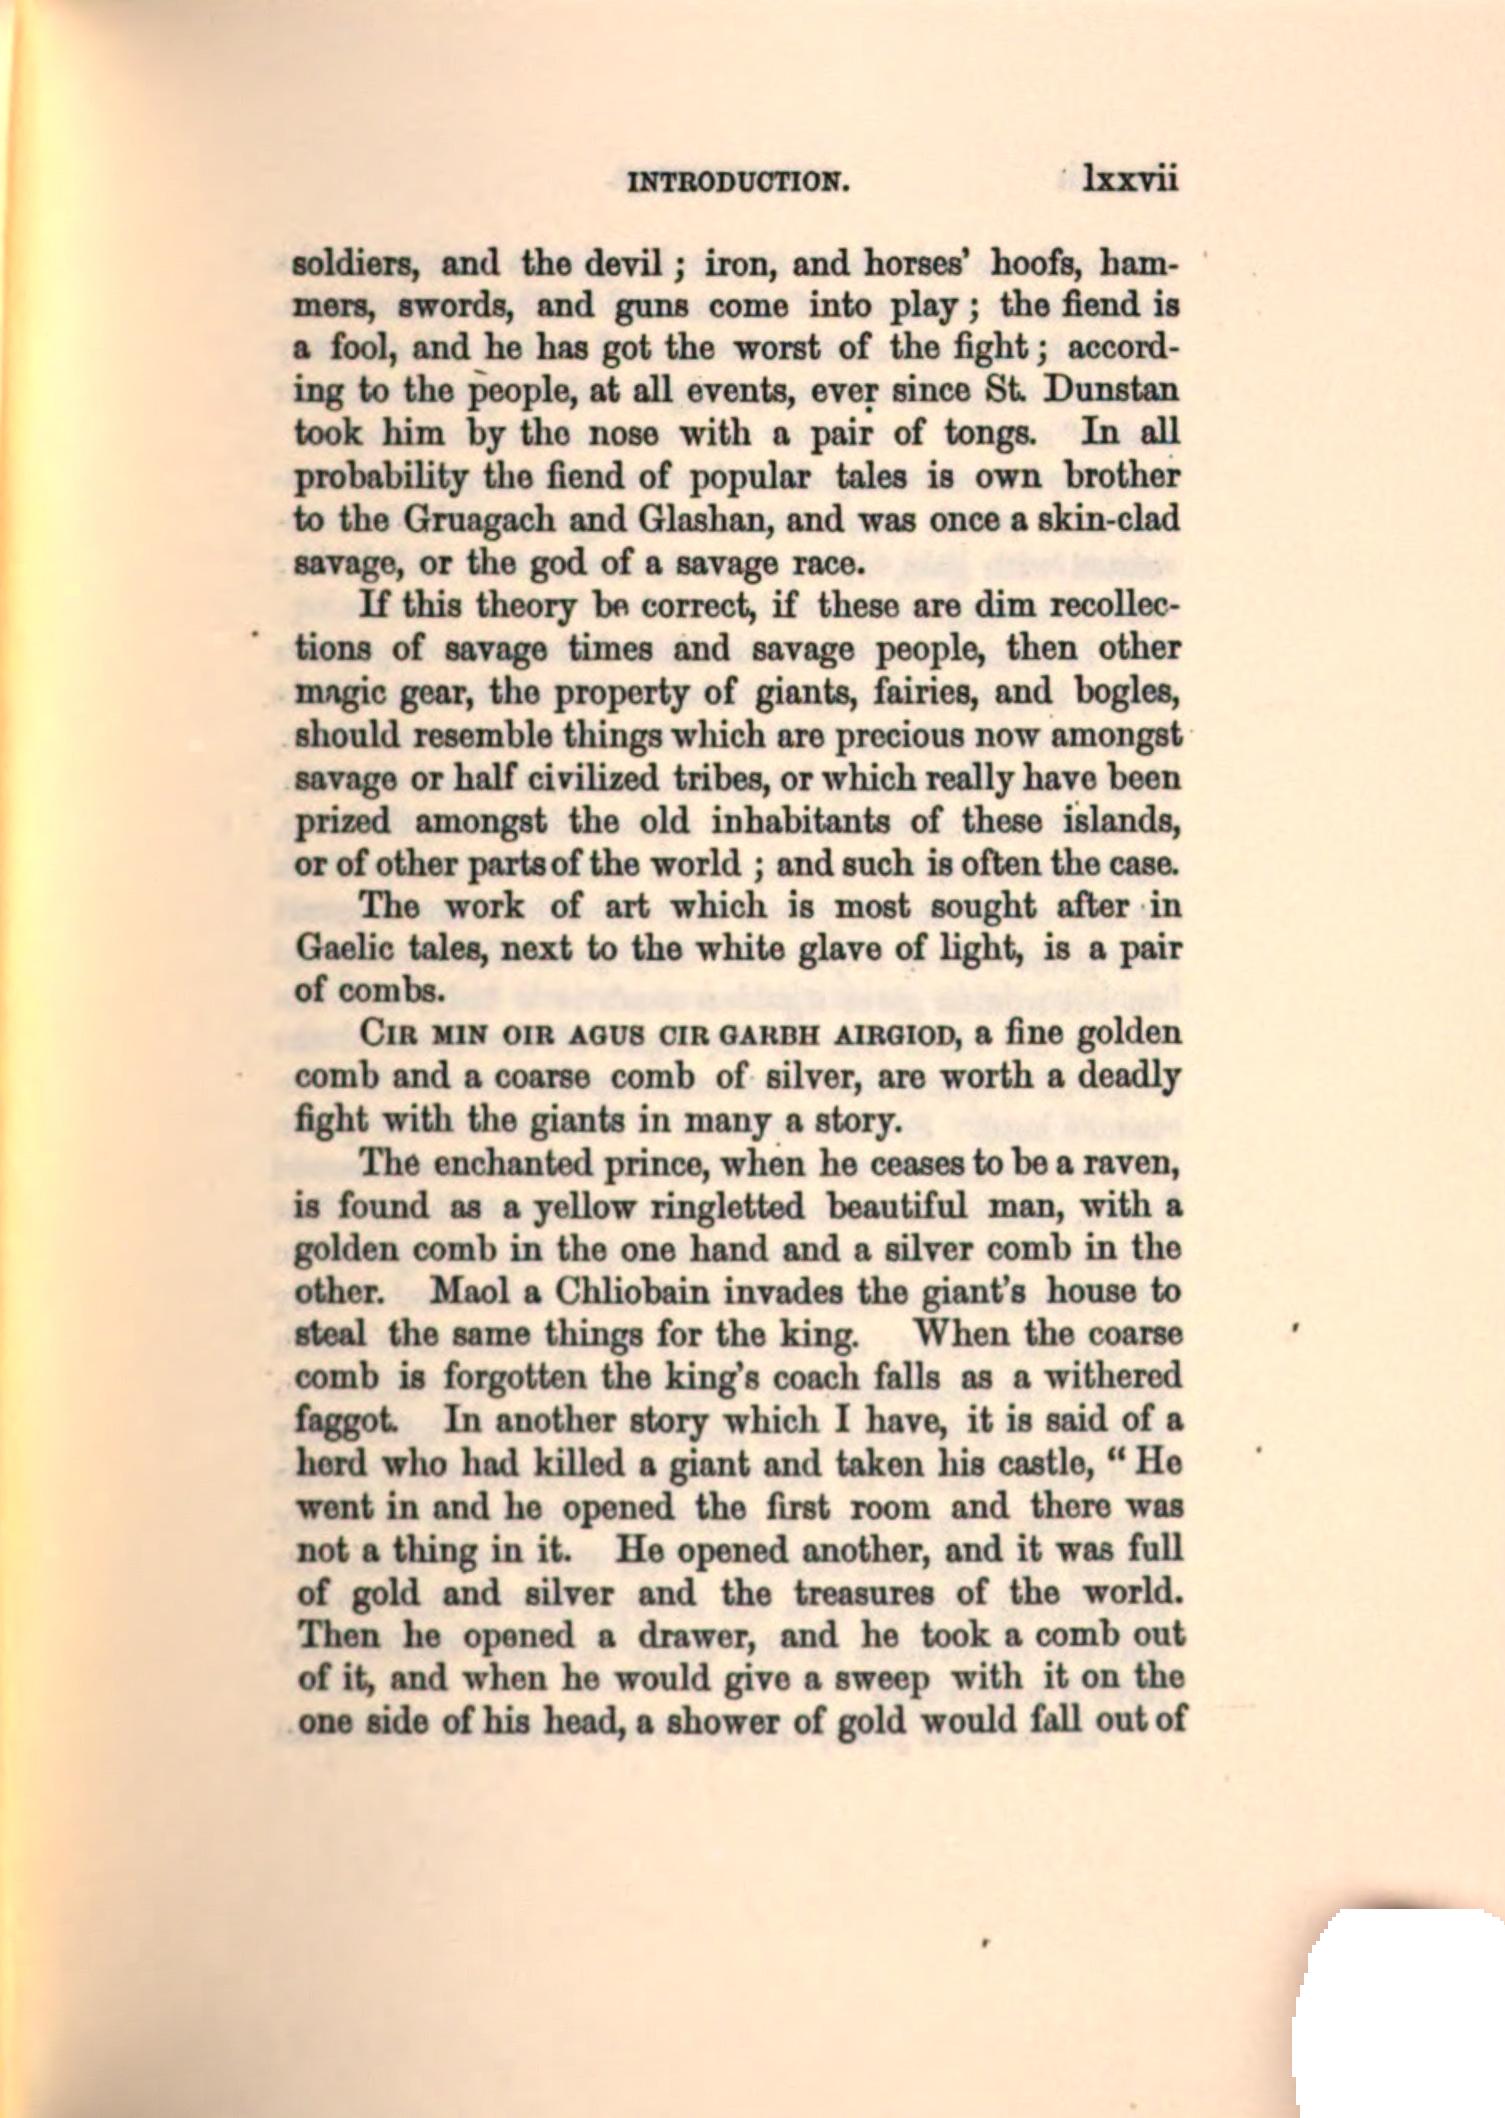 INTRODUCTION. lxxvii
soldiers, and the devil ; iron, and horses' hoofs, ham-
mers, swords, and guns come into play ; the fiend is
a fool, and he has got the worst of the fight ; accord-
ing to the people, at all events, ever since St. Dunstan
took him by the nose with a pair of tongs. In all
probability the fiend of popular tales is own brother
to the Gruagach and Glashan, and was once a skin-clad
savage, or the god of a savage race.
If this theory be correct, if these are dim recollec-
tions of savage times and savage people, then other
magic gear, the property of giants, fairies, and bogles,
should resemble things which are precious now amongst
savage or half civilized tribes, or which really have been
prized amongst the old inhabitants of these islands,
or of other parts of the world ; and such is often the case.
The work of art which is most sought after in
Gaelic tales, next to the white glave of light, is a pair
of combs.
CIR MIN OIR AGUS CIR GARBH AIRGIOD, a fine golden
comb and a coarse comb of silver, are worth a deadly
fight with the giants in many a story.
The enchanted prince, when he ceases to be a raven,
is found as a yellow ringletted beautiful man, with a
golden comb in the one hand and a silver comb in the
other. Maol a Chliobain invades the giant's house to
steal the same things for the king. When the coarse
comb is forgotten the king's coach falls as a withered
faggot. In another story which I have, it is said of a
herd who had killed a giant and taken his castle, " He
went in and he opened the first room and there was
not a thing in it. He opened another, and it was full
of gold and silver and the treasures of the world.
Then he opened a drawer, and he took a comb out
of it, and when he would give a sweep with it on the
one side of his head, a shower of gold would fall out of